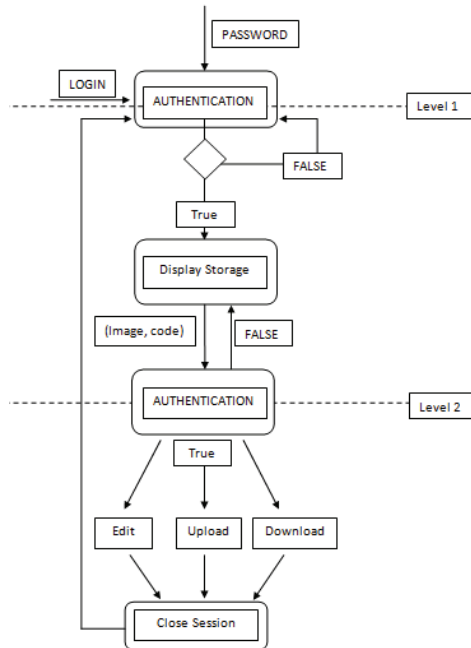 PASSWORD
LOGIN
AUTHENTICATION
Level 1
FALSE
True
Display Storage
(Image, code)
FALSE
AUTHENTICATION
Level 2
True
Edit
Upload
Download
Close Session